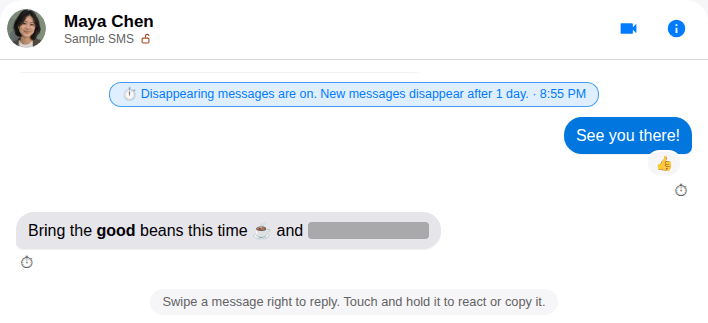 Maya Chen
Sample SMS
Disappearing messages are on. New messages disappear after 1 day. · 8:55 PM
See you there!
👍
Bring the good beans this time ☕ and
Swipe a message right to reply. Touch and hold it to react or copy it.